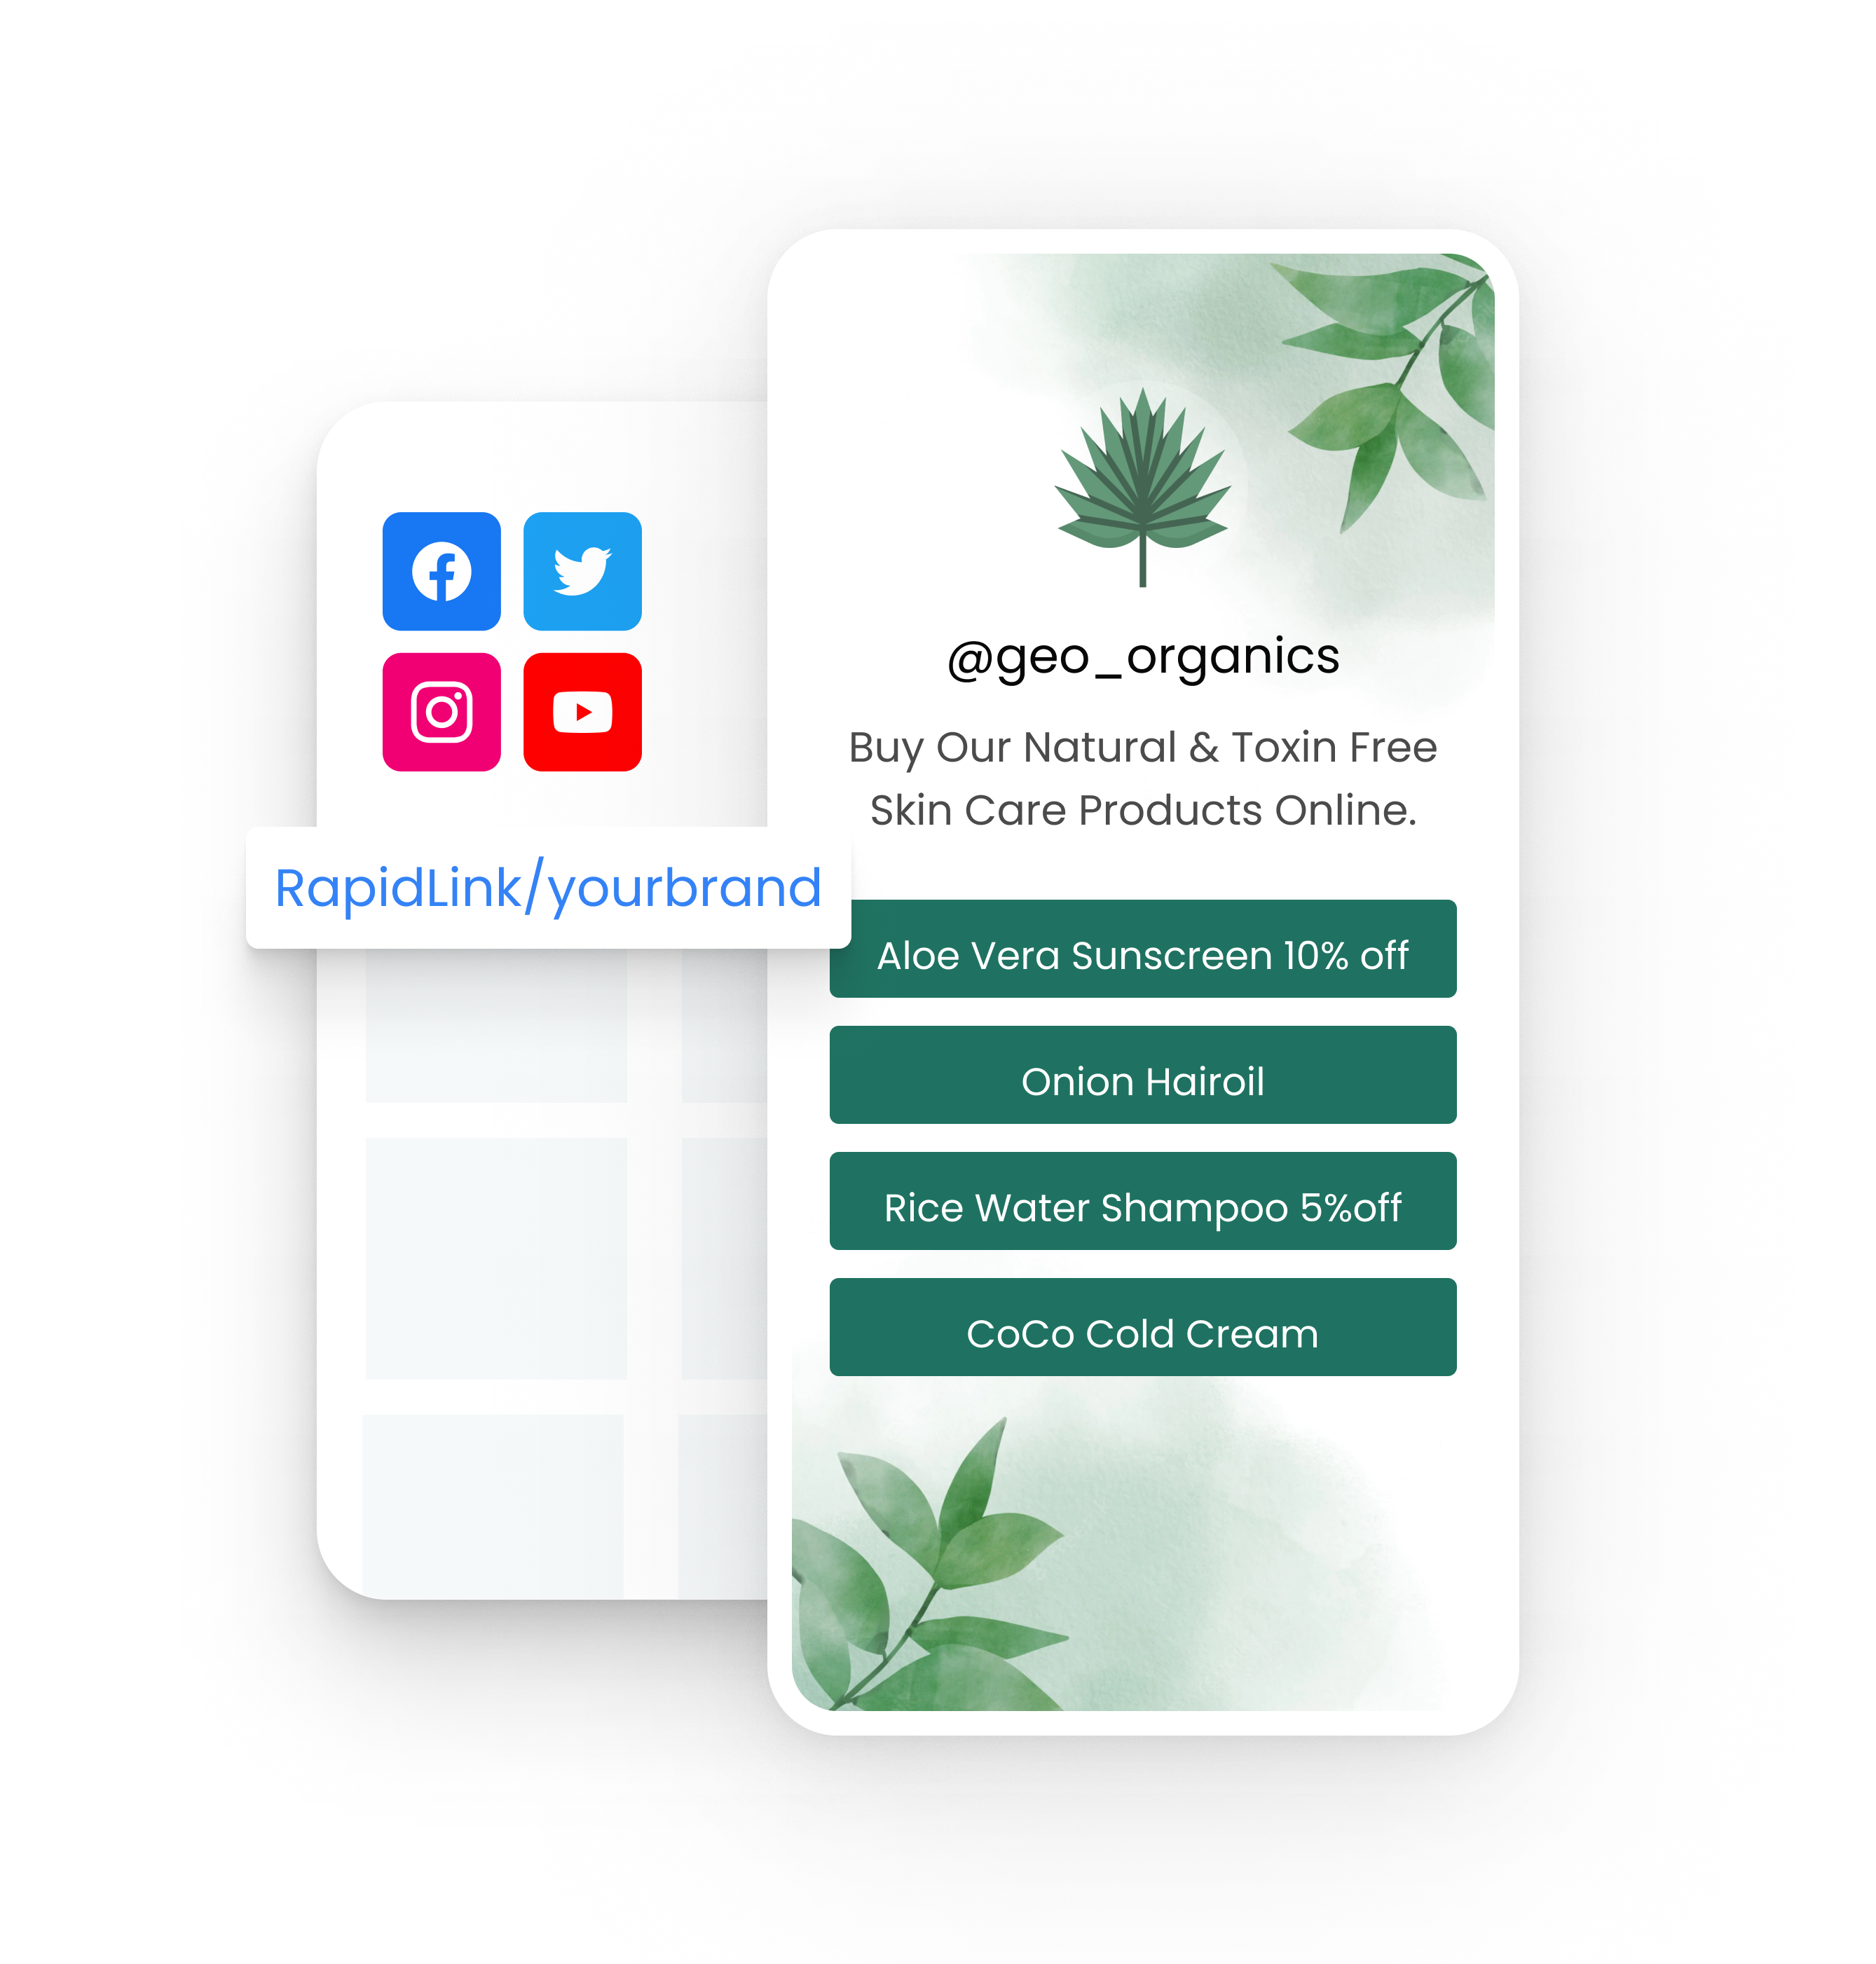 @geo_organics
Buy Our Natural & Toxin Free
Skin Care Products Online.
RapidLink/yourbrand
Aloe Vera Sunscreen 10% off
Onion Hairoil
Rice Water Shampoo 5%off
CoCo Cold Cream